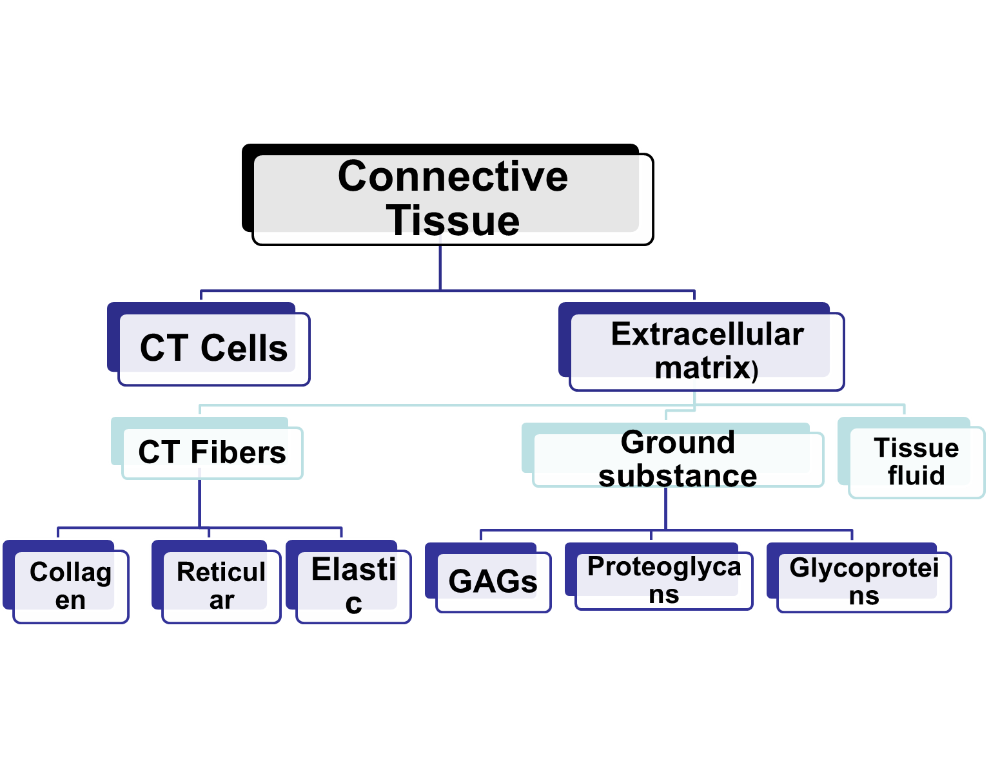 Connective
Tissue
CT Cells
Extracellular
matrix)
CT Fibers
Ground
substance
Tissue
fluid
Collag
en
Reticul
ar
Elasti
c
GAGs
Proteoglyca
ns
Glycoprotei
ns